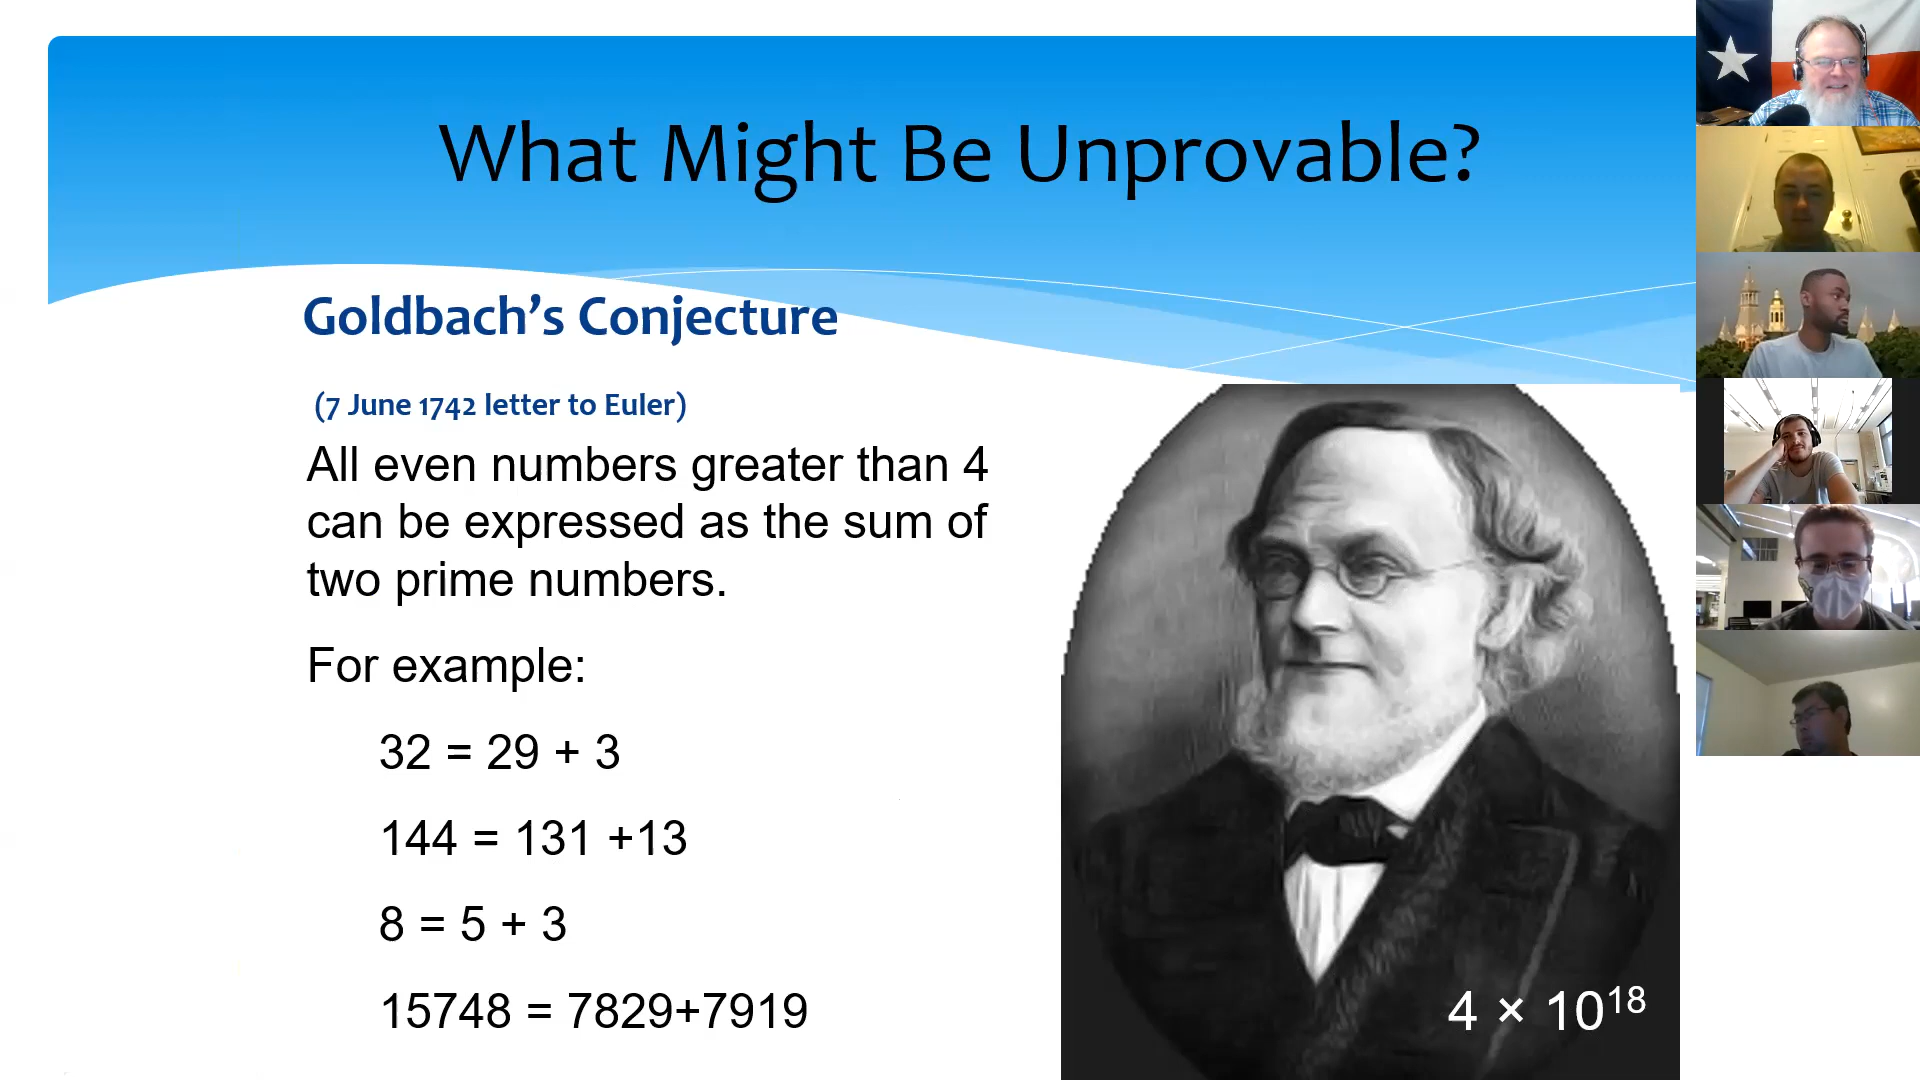 What Might Be Unprovable?
Goldbach’s Conjecture
(7 June 1742 letter to Euler)
All even numbers greater than 4
can be expressed as the sum of
two prime numbers.
For example:
32 = 29 + 3
144 = 131 +13
8 = 5 + 3
15748 = 7829+7919
4 × 10¹⁸